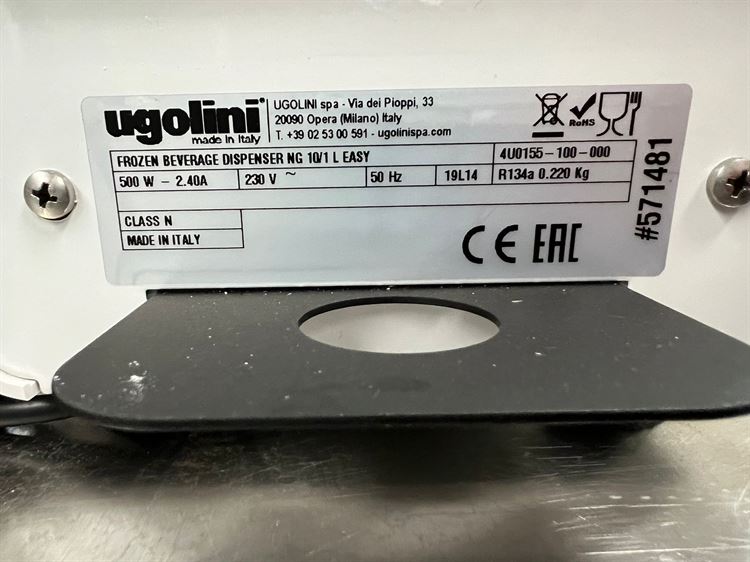 ugolini
made in Italy
UGOLINI spa - Via dei Pioppi, 33
20090 Opera (Milano) Italy
T. +39 02 53 00 591 - ugolinispa.com
RoHS
FROZEN BEVERAGE DISPENSER NG 10/1 L EASY
4U0155-100-000
500 W - 2.40A
230 V ~
50 Hz
19L14
R134a 0.220 Kg
CLASS N
MADE IN ITALY
CE EAC
#571481